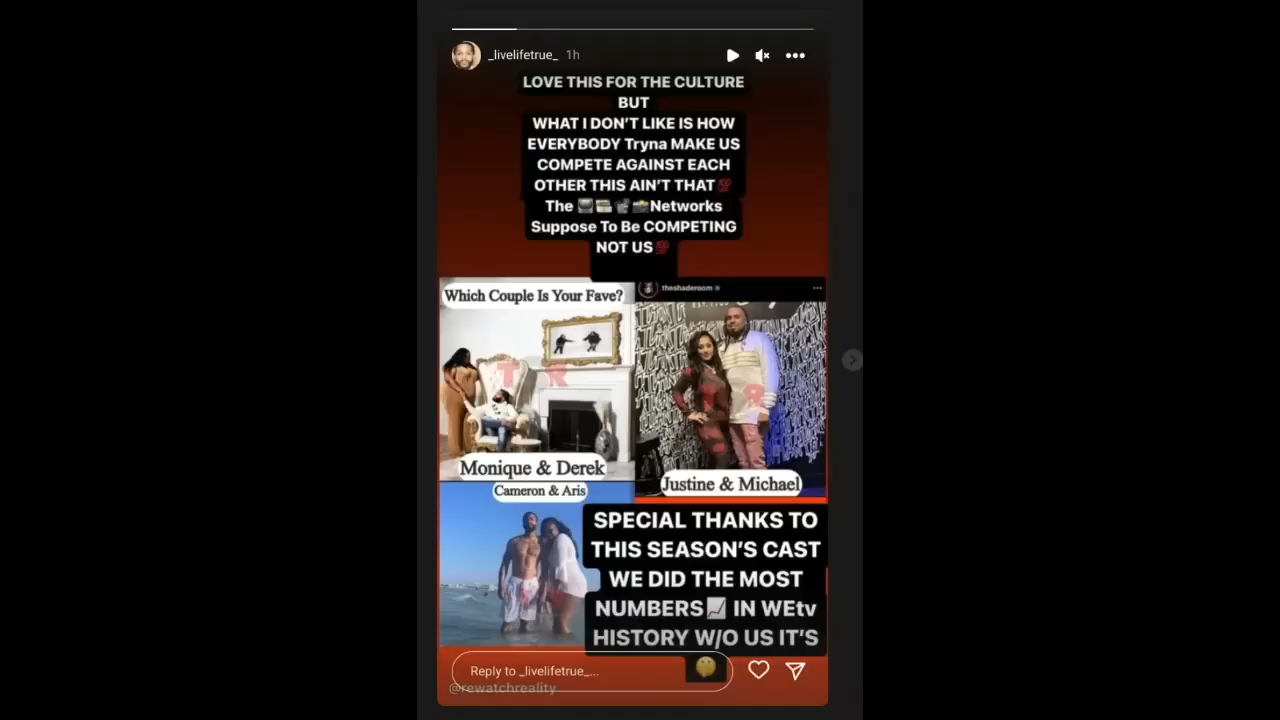 _livelifetrue_ 1h
LOVE THIS FOR THE CULTURE
BUT
WHAT I DON'T LIKE IS HOW
EVERYBODY Tryna MAKE US
COMPETE AGAINST EACH
OTHER THIS AIN'T THAT 💯
The 📺📼📽📸Networks
Suppose To Be COMPETING
NOT US 💯
Which Couple Is Your Fave?
theshaderoom
T R
T R
Monique & Derek
Justine & Michael
Cameron & Aris
SPECIAL THANKS TO
THIS SEASON'S CAST
WE DID THE MOST
NUMBERS📈 IN WEtv
HISTORY W/O US IT'S
🤫
Reply to _livelifetrue_...
@rewatchreality